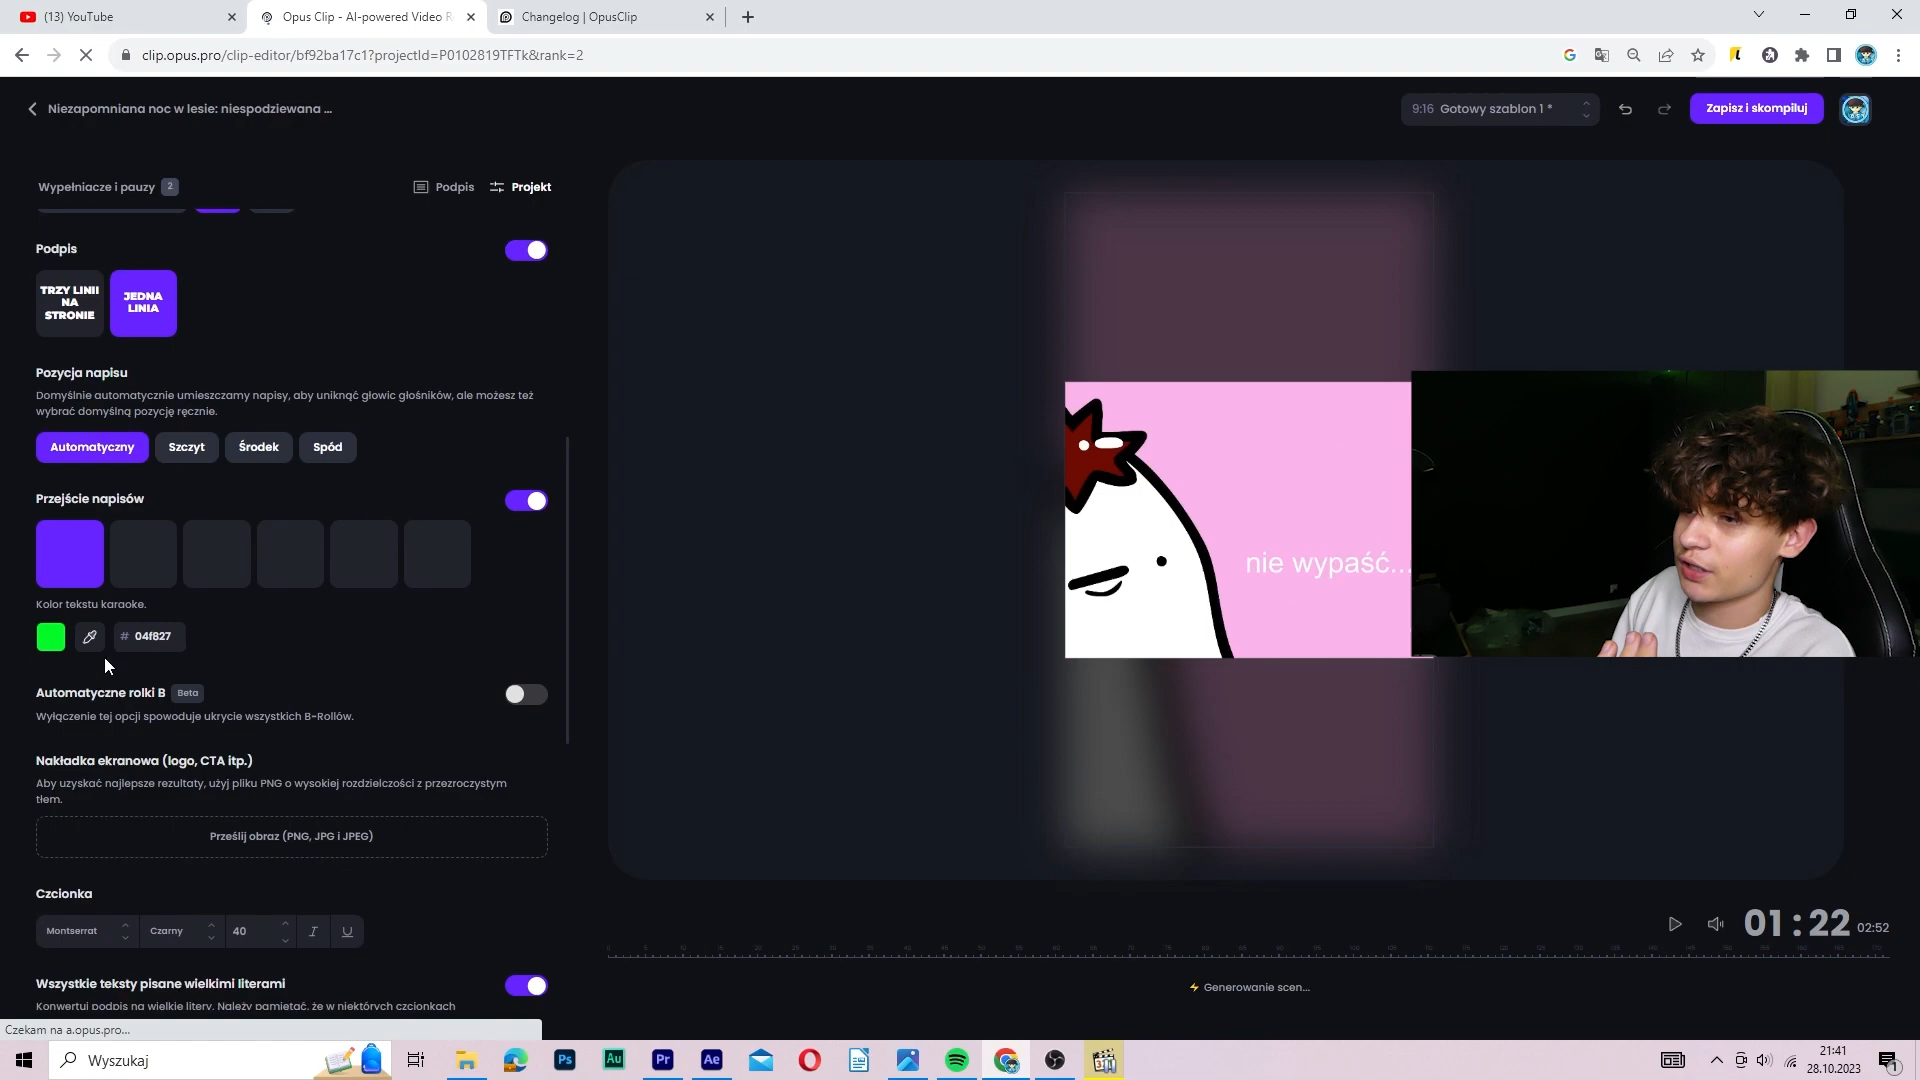 (13) YouTube
Opus Clip - AI-powered Video R
Changelog | OpusClip
clip.opus.pro/clip-editor/bf92ba17c1?projectId=P0102819TFTk&rank=2
Niezapomniana noc w lesie: niespodziewana ...
9:16 Gotowy szablon 1 *
Zapisz i skompiluj
Wypełniacze i pauzy 2
Podpis
Projekt
Podpis
TRZY LINII
NA
STRONIE
JEDNA
LINIA
Pozycja napisu
Domyślnie automatycznie umieszczamy napisy, aby uniknąć głowic głośników, ale możesz też
wybrać domyślną pozycję ręcznie.
Automatyczny
Szczyt
Środek
Spód
Przejście napisów
Kolor tekstu karaoke.
# 04f827
Automatyczne rolki B Beta
Wyłączenie tej opcji spowoduje ukrycie wszystkich B-Rollów.
Nakładka ekranowa (logo, CTA itp.)
Aby uzyskać najlepsze rezultaty, użyj pliku PNG o wysokiej rozdzielczości z przezroczystym
tłem.
Prześlij obraz (PNG, JPG i JPEG)
Czcionka
Montserrat
Czarny
40
I
U
Wszystkie teksty pisane wielkimi literami
Konwertuj podpis na wielkie litery. Należy pamiętać, że w niektórych czcionkach
nie wypaść...
01:22 02:52
Generowanie scen...
Czekam na a.opus.pro...
Wyszukaj
Ps
Au
Pr
Ae
21:41
28.10.2023
1